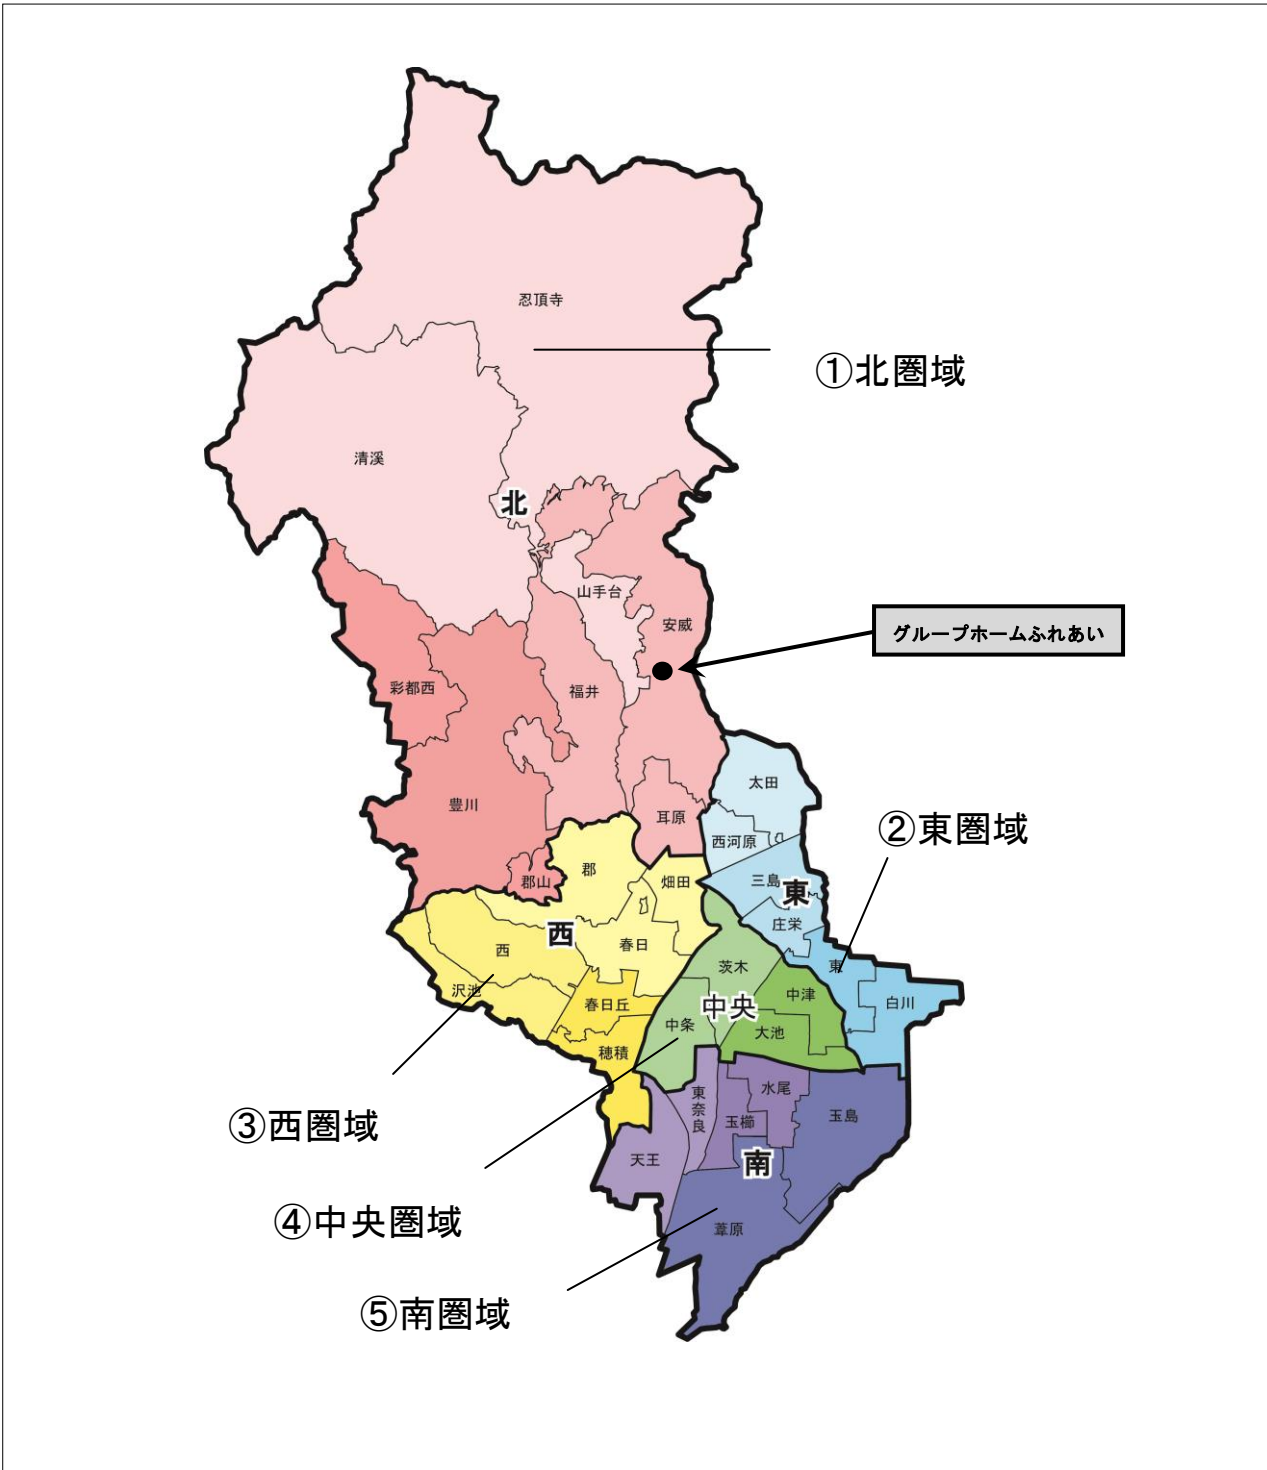 忍頂寺
①北圏域
清溪
北
山手台
安威
グループホームふれあい
彩都西
福井
太田
豊川
耳原
②東圏域
西河原
郡
畑田
三島
東
郡山
庄栄
西
春日
西
茨木
東
沢池
春日丘
中央
中津
白川
中条
大池
穂積
水尾
東奈良
玉島
③西圏域
玉櫛
天王
南
④中央圏域
葦原
⑤南圏域